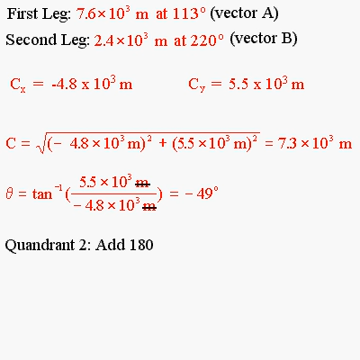 First Leg: 7.6×10³ m at 113° (vector A)
Second Leg: 2.4×10³ m at 220° (vector B)
Cₓ = -4.8 x 10³ m Cᵧ = 5.5 x 10³ m
C = √(− 4.8×10³ m)² + (5.5×10³ m)² = 7.3×10³ m
θ = tan⁻¹(5.5×10³ m / −4.8×10³ m) = −49°
Quandrant 2: Add 180